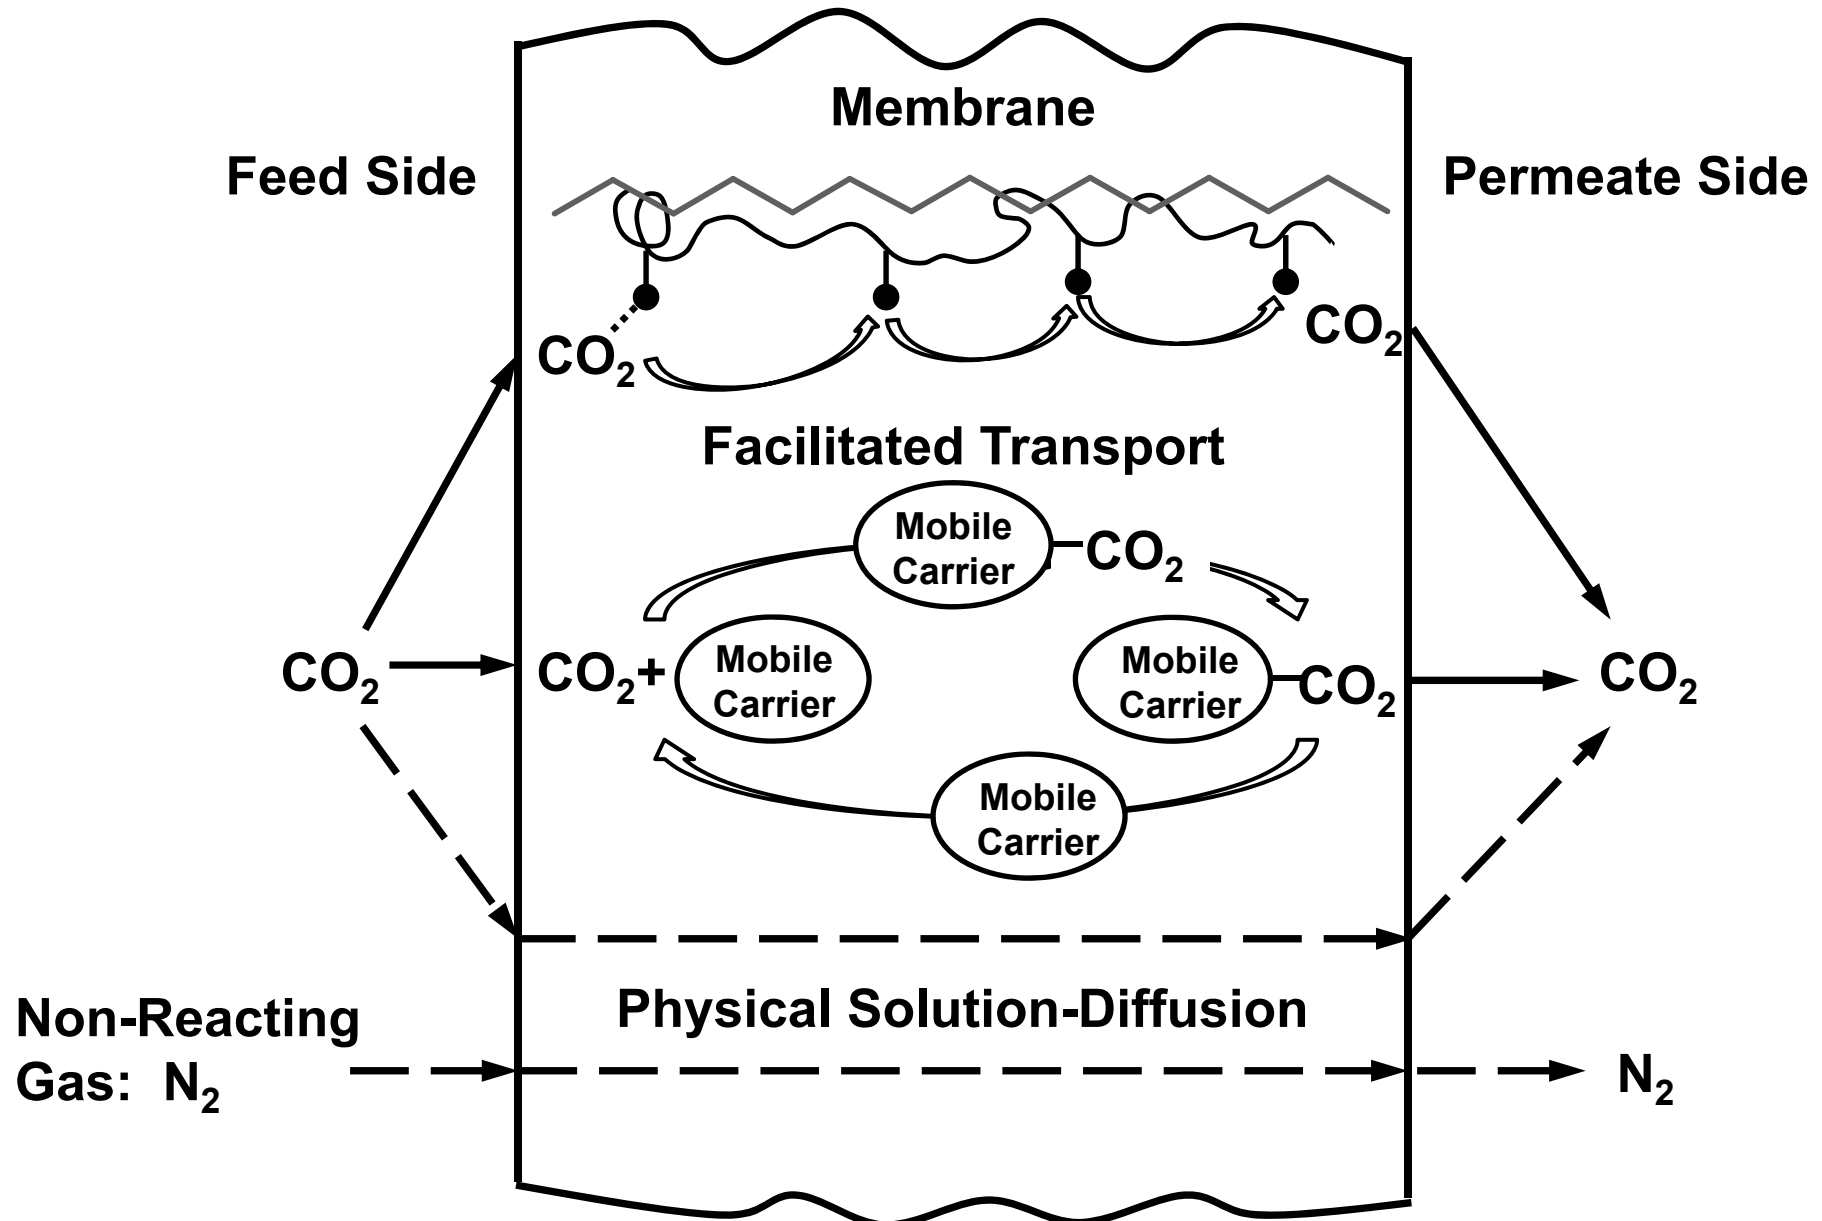 Membrane
Feed Side
Permeate Side
CO₂
CO₂
Facilitated Transport
Mobile
Carrier
CO₂
CO₂
CO₂+
Mobile
Carrier
Mobile
Carrier
CO₂
CO₂
Mobile
Carrier
Physical Solution-Diffusion
Non-Reacting
Gas: N₂
N₂